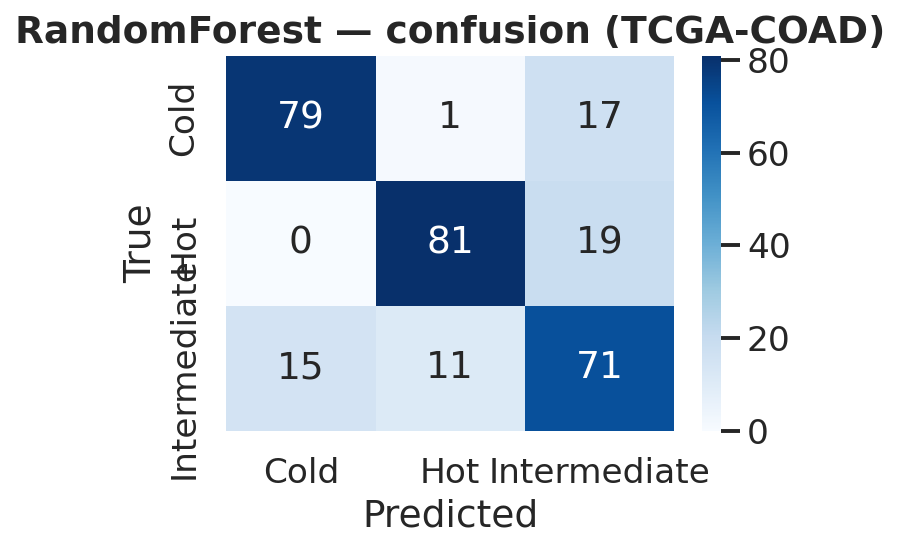 RandomForest — confusion (TCGA-COAD)
True
Cold
79 1 17
Hot
0 81 19
Intermediate
15 11 71
Cold Hot Intermediate
Predicted
80
60
40
20
0